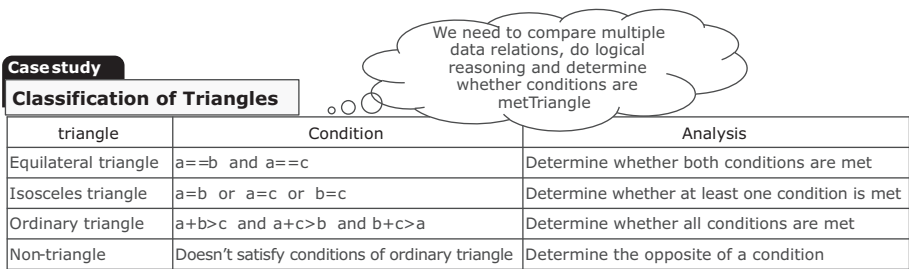 We need to compare multiple
data relations, do logical
reasoning and determine
whether conditions are
metTriangle
Case study
Classification of Triangles
triangle Condition Analysis
Equilateral triangle a==b and a==c Determine whether both conditions are met
Isosceles triangle a=b or a=c or b=c Determine whether at least one condition is met
Ordinary triangle a+b>c and a+c>b and b+c>a Determine whether all conditions are met
Non-triangle Doesn't satisfy conditions of ordinary triangle Determine the opposite of a condition